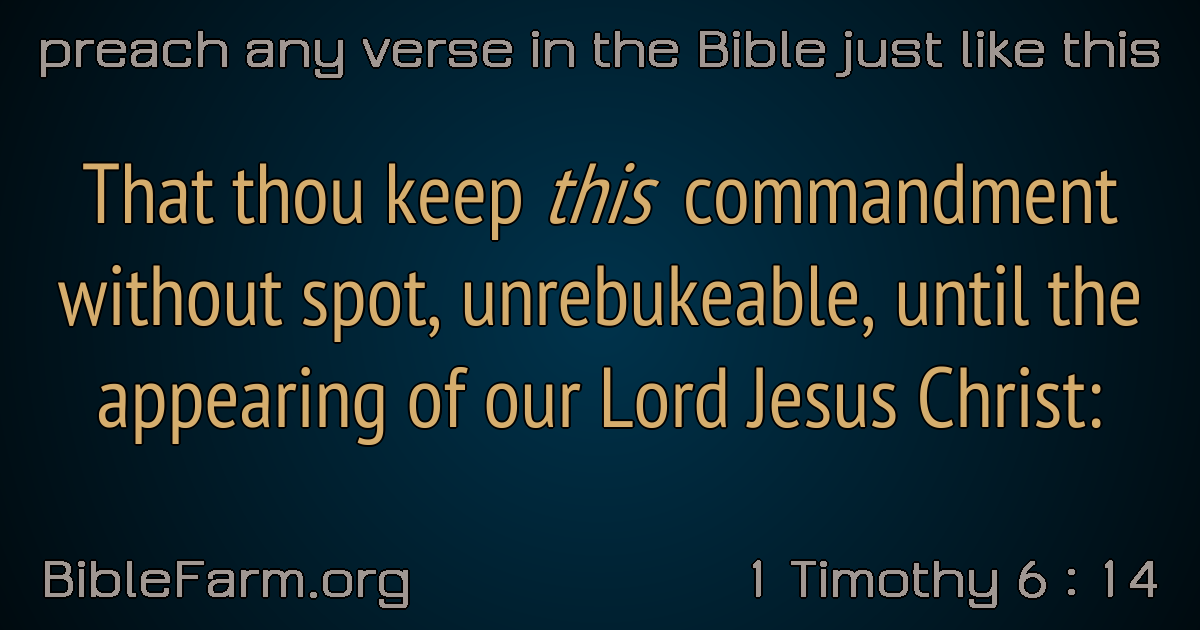 preach any verse in the Bible just like this
That thou keep this commandment
without spot, unrebukeable, until the
appearing of our Lord Jesus Christ:
BibleFarm.org
1 Timothy 6 : 14